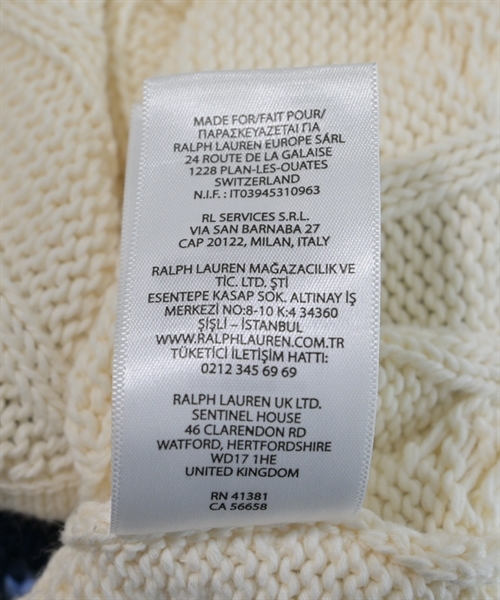 MADE FOR/FAIT POUR/
ΠΑΡΑΣΚΕΥΑΖΕΤΑΙ ΓΙΑ
RALPH LAUREN EUROPE SÁRL
24 ROUTE DE LA GALAISE
1228 PLAN-LES-OUATES
SWITZERLAND
N.I.F. : IT03945310963
RL SERVICES S.R.L.
VIA SAN BARNABA 27
CAP 20122, MILAN, ITALY
RALPH LAUREN MAĞAZACILIK VE
TİC. LTD. ŞTİ
ESENTEPE KASAP SOK. ALTINAY İŞ
MERKEZİ NO:8-10 K:4 34360
ŞİŞLİ – İSTANBUL
WWW.RALPHLAUREN.COM.TR
TÜKETİCİ İLETİŞİM HATTI:
0212 345 69 69
RALPH LAUREN UK LTD.
SENTINEL HOUSE
46 CLARENDON RD
WATFORD, HERTFORDSHIRE
WD17 1HE
UNITED KINGDOM
RN 41381
CA 56658